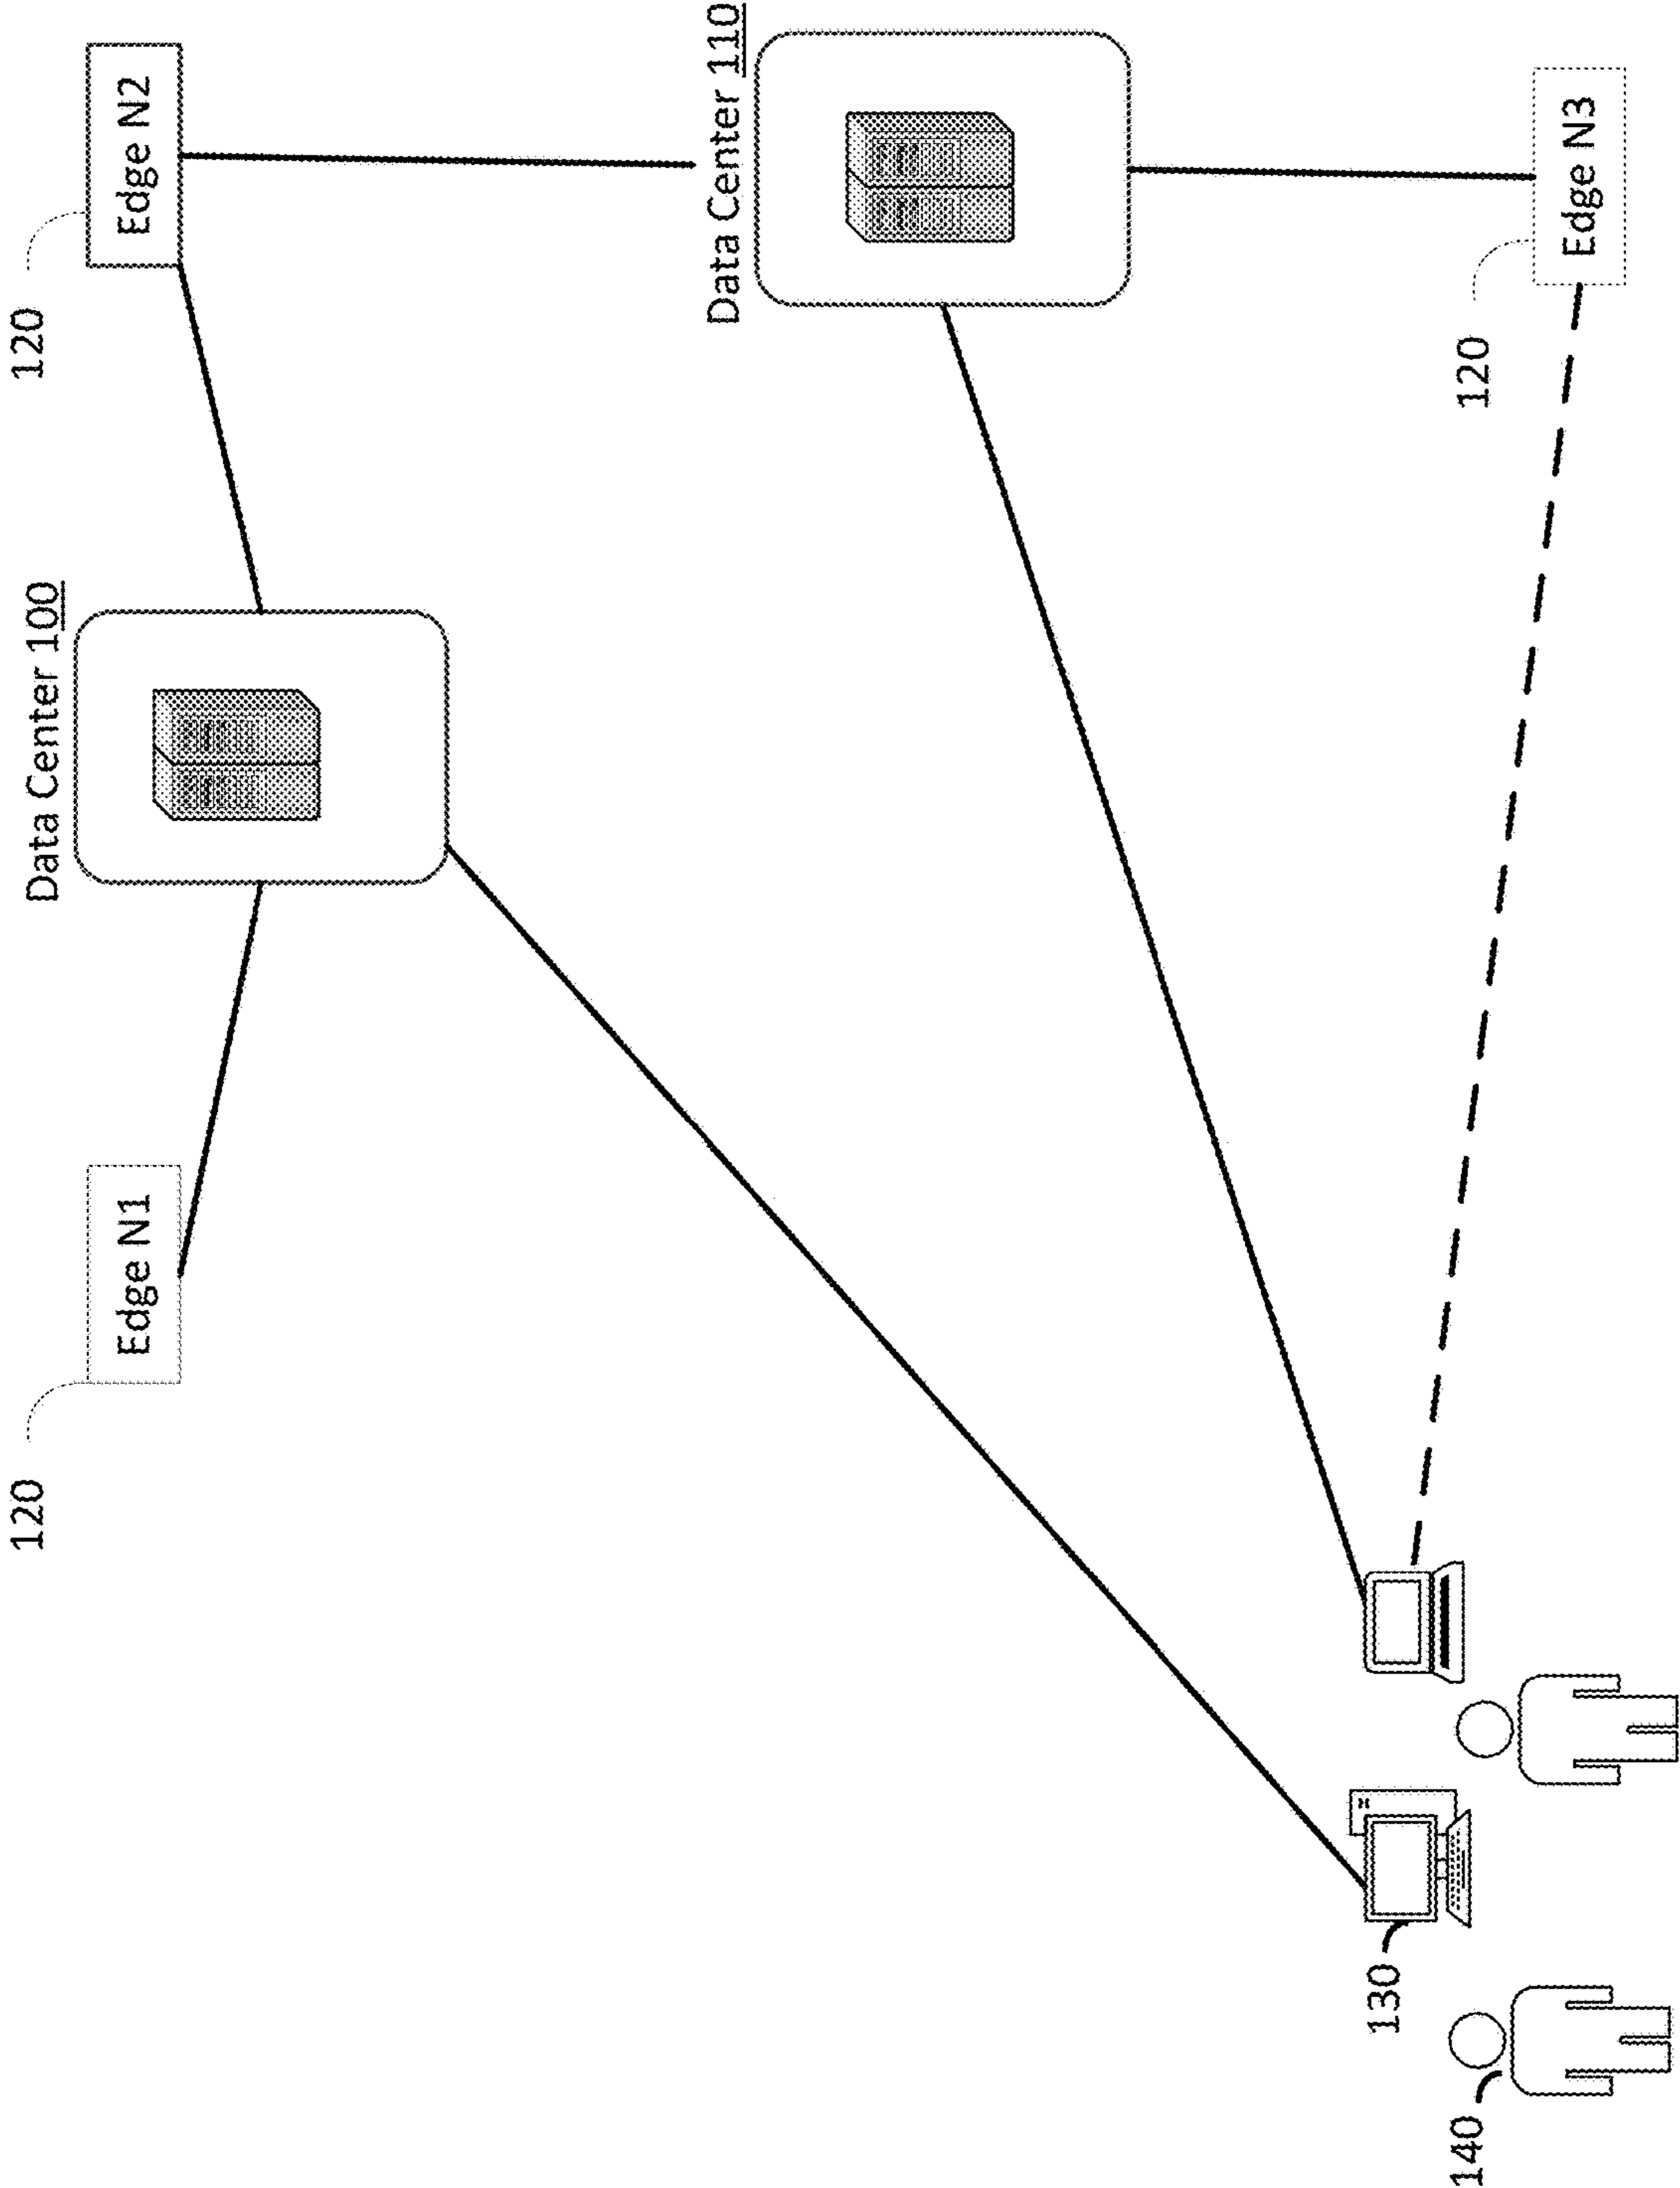 120
Edge N1
Data Center 100
120
Edge N2
Data Center 110
120
Edge N3
130
140